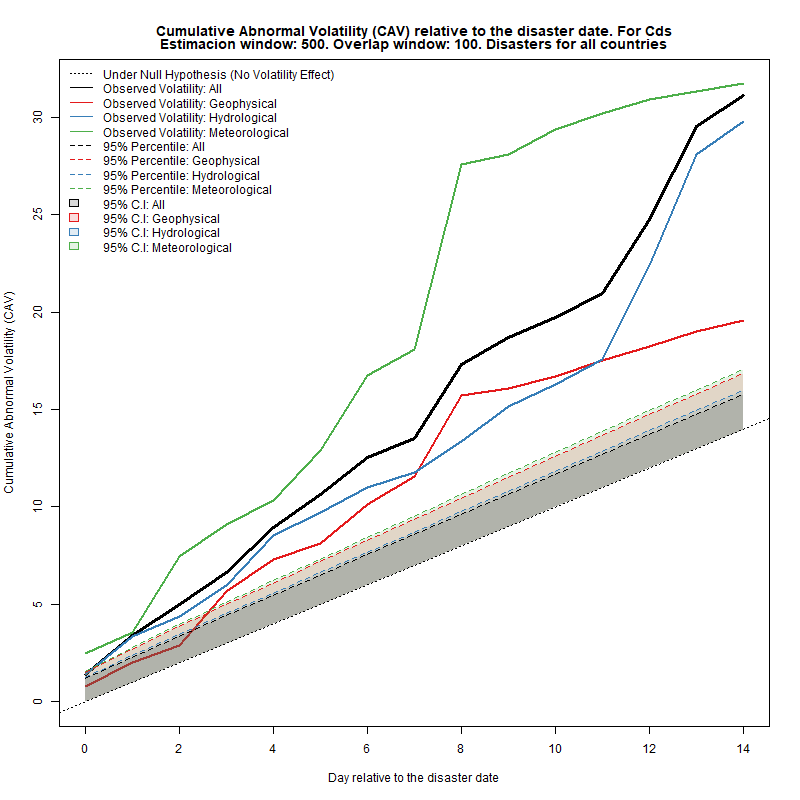 Cumulative Abnormal Volatility (CAV) relative to the disaster date. For Cds
Estimacion window: 500. Overlap window: 100. Disasters for all countries
Under Null Hypothesis (No Volatility Effect)
Observed Volatility: All
Observed Volatility: Geophysical
Observed Volatility: Hydrological
Observed Volatility: Meteorological
95% Percentile: All
95% Percentile: Geophysical
95% Percentile: Hydrological
95% Percentile: Meteorological
95% C.I: All
95% C.I: Geophysical
95% C.I: Hydrological
95% C.I: Meteorological
Cumulative Abnormal Volatility (CAV)
30
25
20
15
10
5
0
0 2 4 6 8 10 12 14
Day relative to the disaster date